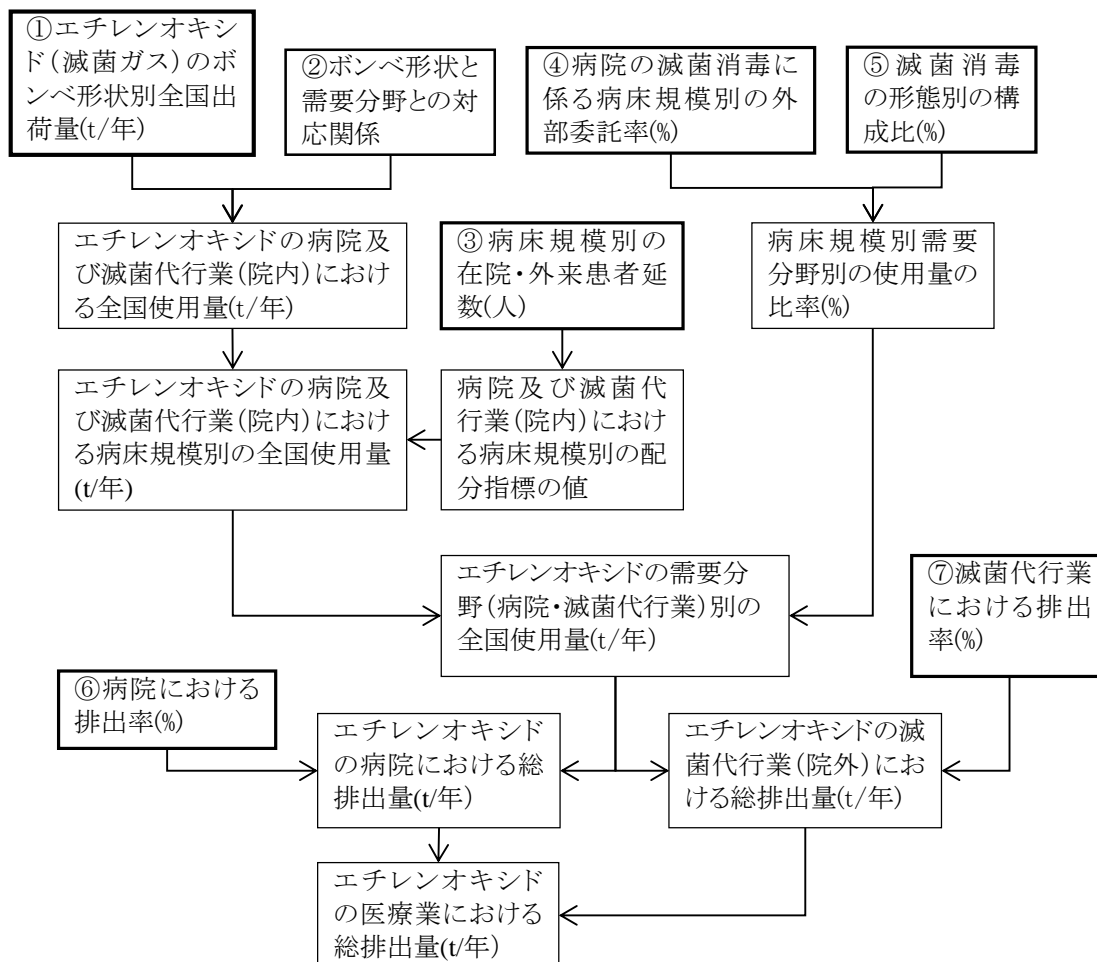 ①エチレンオキシ
ド(滅菌ガス)のボ
ンベ形状別全国出
荷量(t/年)
②ボンベ形状と
需要分野との対
応関係
④病院の滅菌消毒に
係る病床規模別の外
部委託率(%)
⑤滅菌消毒
の形態別の構
成比(%)
エチレンオキシドの病院及
び滅菌代行業(院内)におけ
る全国使用量(t/年)
③病床規模別の
在院・外来患者延
数(人)
病床規模別需要
分野別の使用量の
比率(%)
エチレンオキシドの病院及
び滅菌代行業(院内)におけ
る病床規模別の全国使用量
(t/年)
病院及び滅菌代
行業(院内)におけ
る病床規模別の配
分指標の値
エチレンオキシドの需要分
野(病院・滅菌代行業)別の
全国使用量(t/年)
⑦滅菌代行業
における排出
率(%)
⑥病院における
排出率(%)
エチレンオキシド
の病院における総
排出量(t/年)
エチレンオキシドの滅
菌代行業(院外)にお
ける総排出量(t/年)
エチレンオキシド
の医療業における
総排出量(t/年)